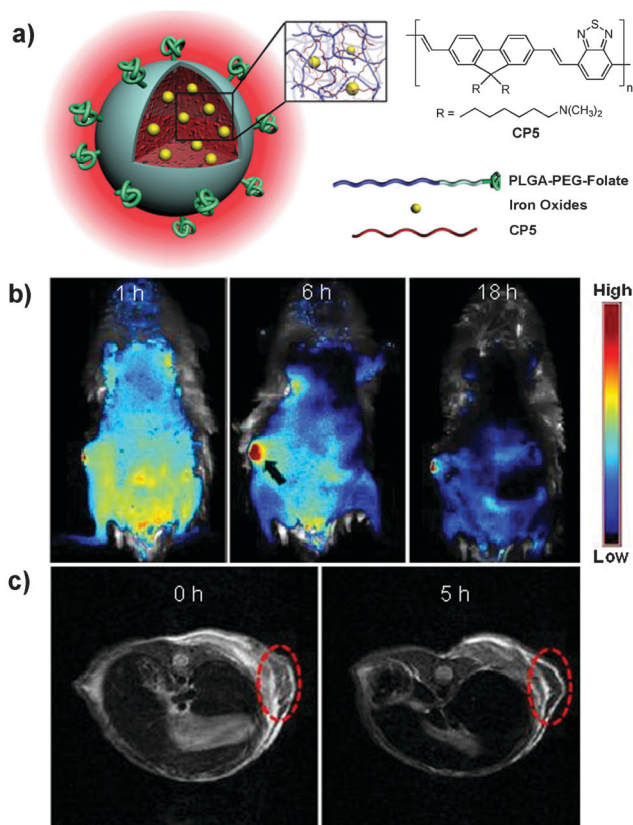 a)
S
N N
n
R R
R = N(CH₃)₂
CP5
PLGA-PEG-Folate
Iron Oxides
CP5
b)
1 h 6 h 18 h
High
Low
c)
0 h 5 h